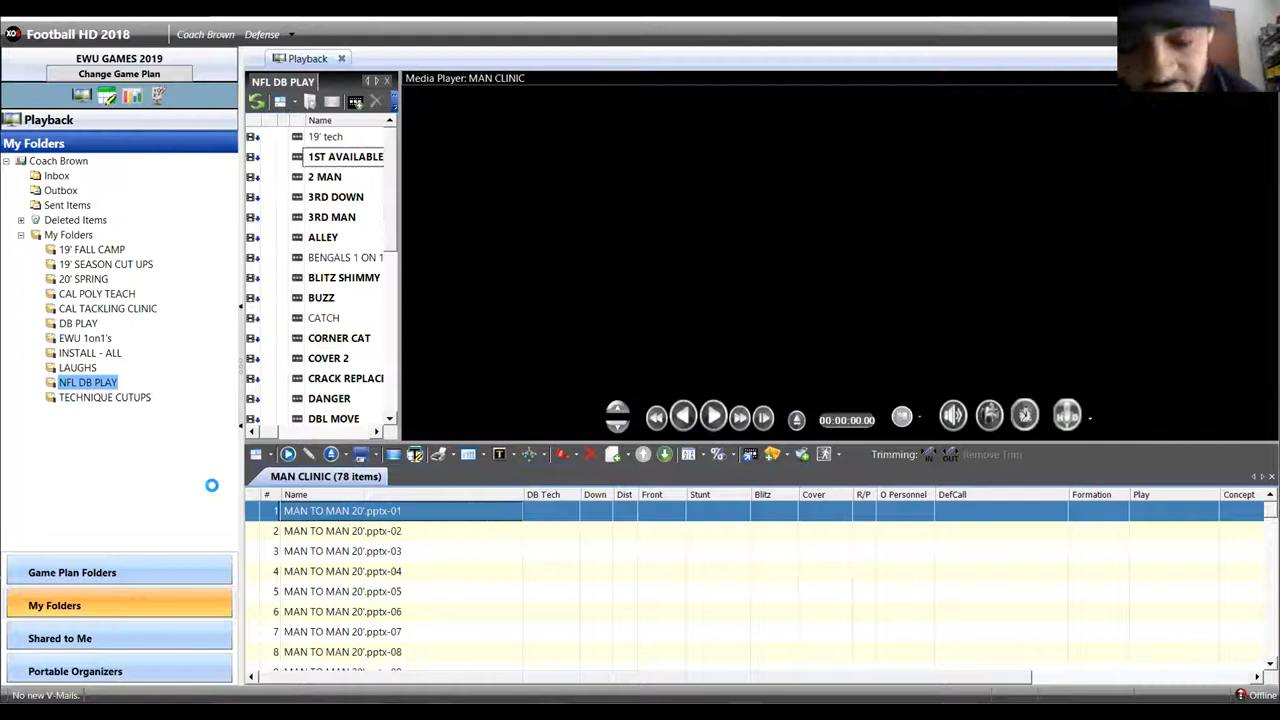 XOS Football HD 2018 Coach Brown Defense
EWU GAMES 2019
Change Game Plan
Playback
My Folders
Coach Brown
Inbox
Outbox
Sent Items
Deleted Items
My Folders
19' FALL CAMP
19' SEASON CUT UPS
20' SPRING
CAL POLY TEACH
CAL TACKLING CLINIC
DB PLAY
EWU 1on1's
INSTALL - ALL
LAUGHS
NFL DB PLAY
TECHNIQUE CUTUPS
Game Plan Folders
My Folders
Shared to Me
Portable Organizers
No new V-Mails.
Playback
NFL DB PLAY
Name
19' tech
1ST AVAILABLE
2 MAN
3RD DOWN
3RD MAN
ALLEY
BENGALS 1 ON 1
BLITZ SHIMMY
BUZZ
CATCH
CORNER CAT
COVER 2
CRACK REPLACE
DANGER
DBL MOVE
Media Player: MAN CLINIC
00:00:00.00
Trimming: IN OUT Remove Trim
MAN CLINIC (78 items)
# Name DB Tech Down Dist Front Stunt Blitz Cover R/P O Personnel DefCall Formation Play Concept
1 MAN TO MAN 20'.pptx-01
2 MAN TO MAN 20'.pptx-02
3 MAN TO MAN 20'.pptx-03
4 MAN TO MAN 20'.pptx-04
5 MAN TO MAN 20'.pptx-05
6 MAN TO MAN 20'.pptx-06
7 MAN TO MAN 20'.pptx-07
8 MAN TO MAN 20'.pptx-08
Offline